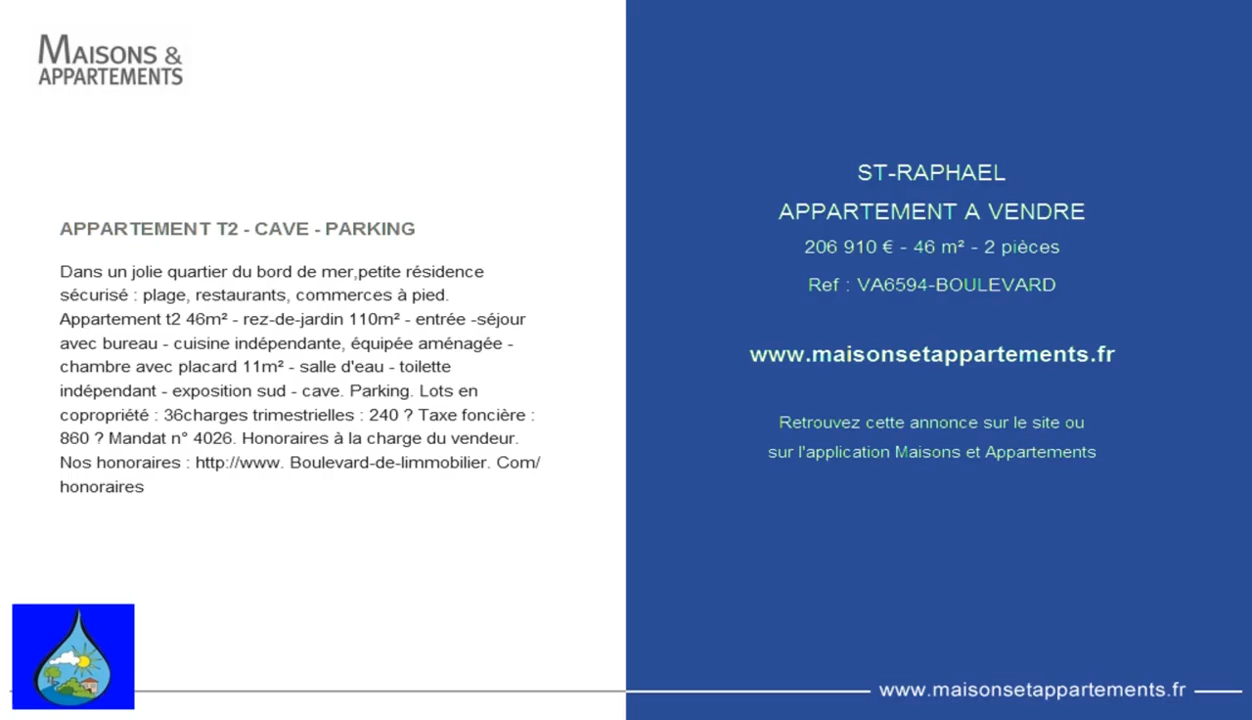 MAISONS &
APPARTEMENTS
APPARTEMENT T2 - CAVE - PARKING
Dans un jolie quartier du bord de mer,petite résidence
sécurisé : plage, restaurants, commerces à pied.
Appartement t2 46m² - rez-de-jardin 110m² - entrée -séjour
avec bureau - cuisine indépendante, équipée aménagée -
chambre avec placard 11m² - salle d'eau - toilette
indépendant - exposition sud - cave. Parking. Lots en
copropriété : 36charges trimestrielles : 240 ? Taxe foncière :
860 ? Mandat n° 4026. Honoraires à la charge du vendeur.
Nos honoraires : http://www. Boulevard-de-limmobilier. Com/
honoraires
ST-RAPHAEL
APPARTEMENT A VENDRE
206 910 € - 46 m² - 2 pièces
Ref : VA6594-BOULEVARD
www.maisonsetappartements.fr
Retrouvez cette annonce sur le site ou
sur l'application Maisons et Appartements
www.maisonsetappartements.fr